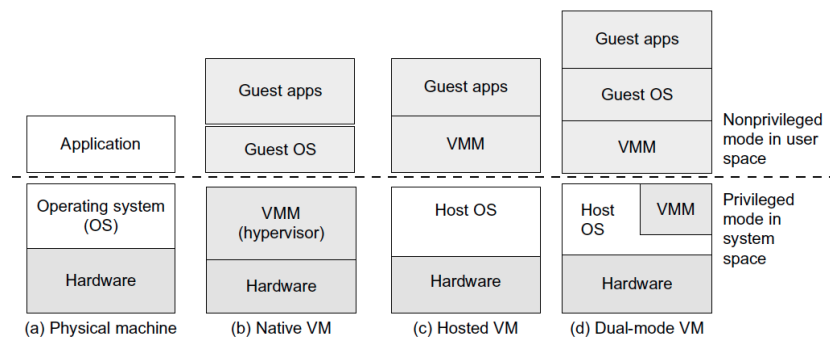 Application
Operating system
(OS)
Hardware
(a) Physical machine
Guest apps
Guest OS
VMM
(hypervisor)
Hardware
(b) Native VM
Guest apps
VMM
Host OS
Hardware
(c) Hosted VM
Guest apps
Guest OS
VMM
Host
OS
VMM
Hardware
(d) Dual-mode VM
Nonprivileged
mode in user
space
Privileged
mode in
system
space